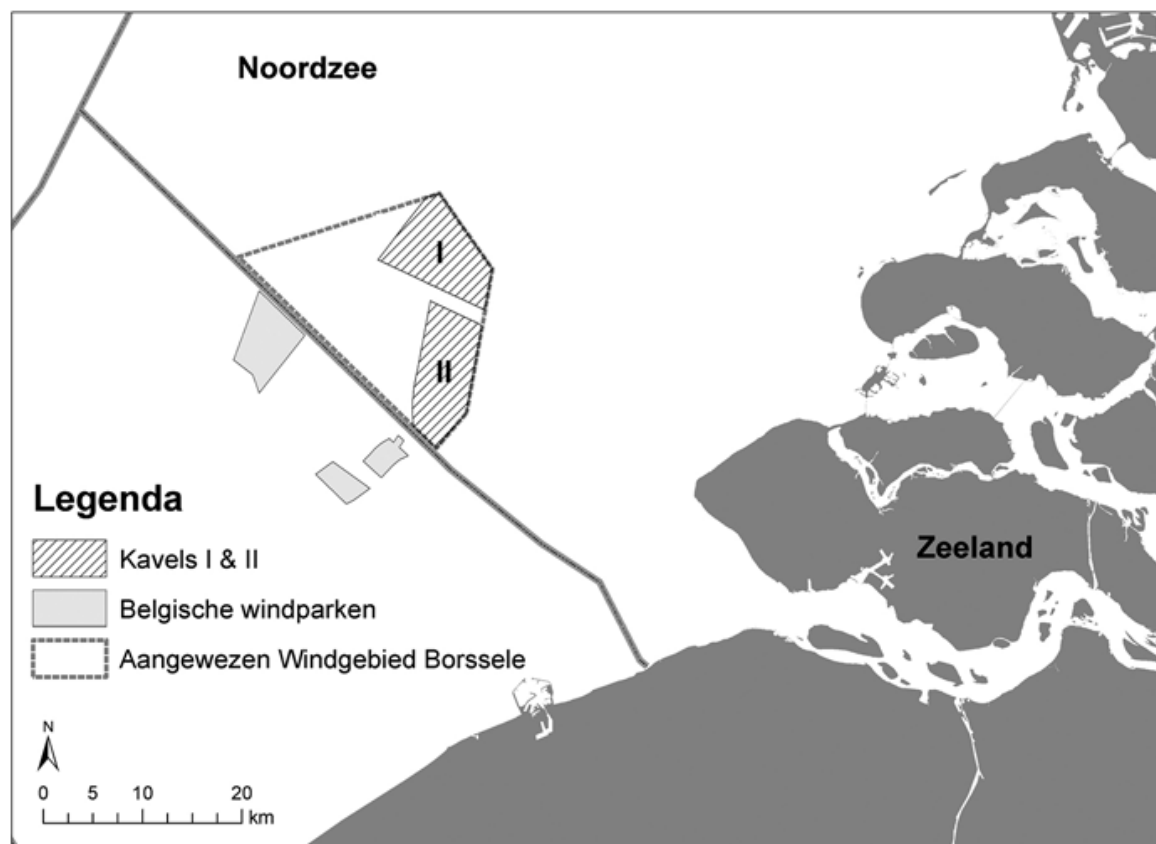 Noordzee
I
II
Legenda
Kavels I & II
Belgische windparken
Aangewezen Windgebied Borssele
Zeeland
N
0 5 10 20
km